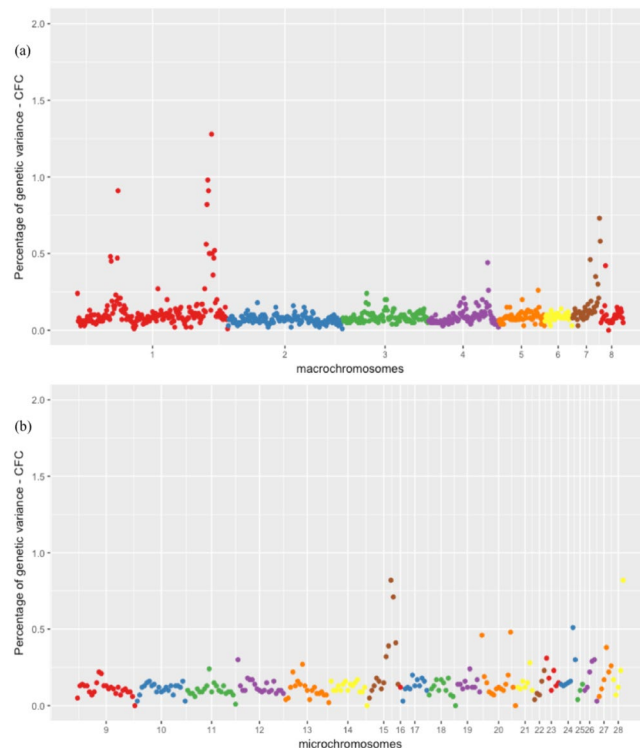 (a)
Percentage of genetic variance - CFC
2.0
1.5
1.0
0.5
0.0
1 2 3 4 5 6 7 8
macrochromosomes
(b)
Percentage of genetic variance - CFC
2.0
1.5
1.0
0.5
0.0
9 10 11 12 13 14 15 16 17 18 19 20 21 22 23 24 25 26 27 28
microchromosomes